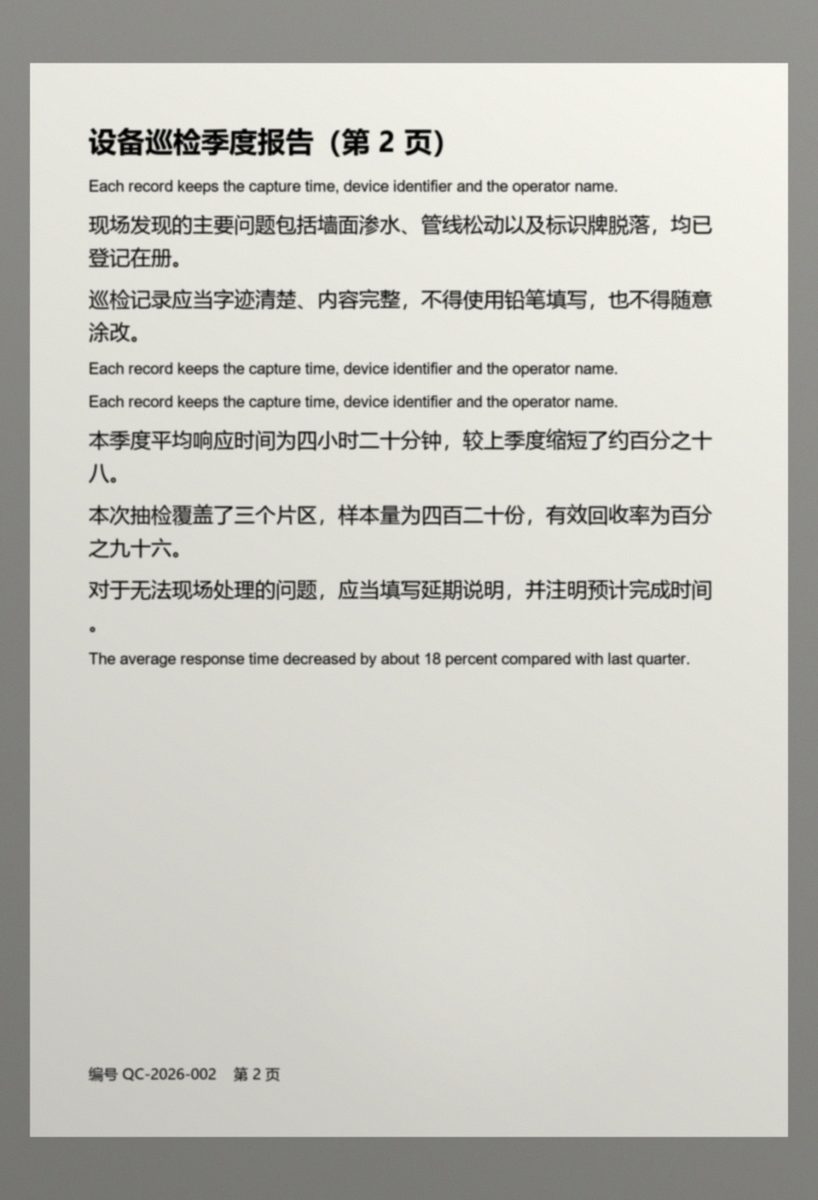 设备巡检季度报告（第 2 页）
Each record keeps the capture time, device identifier and the operator name.
现场发现的主要问题包括墙面渗水、管线松动以及标识牌脱落，均已
登记在册。
巡检记录应当字迹清楚、内容完整，不得使用铅笔填写，也不得随意
涂改。
Each record keeps the capture time, device identifier and the operator name.
Each record keeps the capture time, device identifier and the operator name.
本季度平均响应时间为四小时二十分钟，较上季度缩短了约百分之十
八。
本次抽检覆盖了三个片区，样本量为四百二十份，有效回收率为百分
之九十六。
对于无法现场处理的问题，应当填写延期说明，并注明预计完成时间
。
The average response time decreased by about 18 percent compared with last quarter.
编号 QC-2026-002 第 2 页